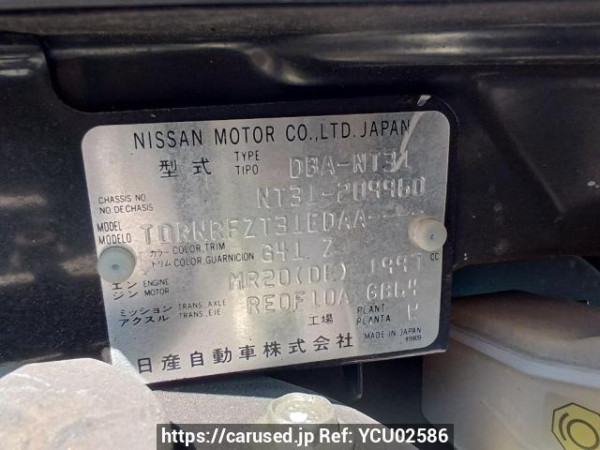 NISSAN MOTOR CO.,LTD. JAPAN
型式 TYPE TIPO DBA-NT31
CHASSIS NO NO. DE CHASIS NT31-209960
MODEL MODELO TDRNRFZT31EDAA
カラー COLOR, TRIM トリム COLOR, GUARNICION G41 Z
エンジン ENGINE MOTOR MR20(DE) 1997 CC
ミッション アクスル TRANS, AXLE TRANS, EJE RE0F10A GB64
工場 PLANT PLANTA
MADE IN JAPAN
日産自動車株式会社
https://carused.jp Ref: YCU02586